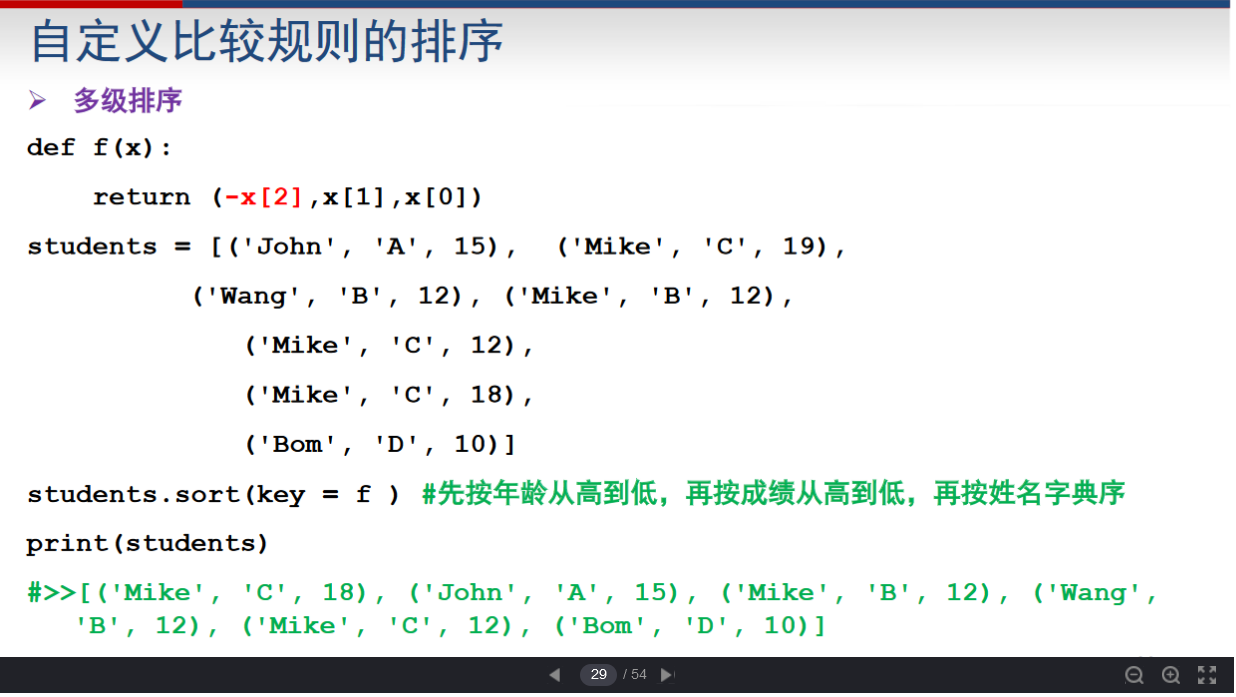 自定义比较规则的排序
➢ 多级排序
def f(x):
    return (-x[2],x[1],x[0])
students = [('John', 'A', 15),  ('Mike', 'C', 19),
          ('Wang', 'B', 12), ('Mike', 'B', 12),
             ('Mike', 'C', 12),
             ('Mike', 'C', 18),
             ('Bom', 'D', 10)]
students.sort(key = f ) #先按年龄从高到低，再按成绩从高到低，再按姓名字典序
print(students)
#>>[('Mike', 'C', 18), ('John', 'A', 15), ('Mike', 'B', 12), ('Wang',
   'B', 12), ('Mike', 'C', 12), ('Bom', 'D', 10)]
29 / 54